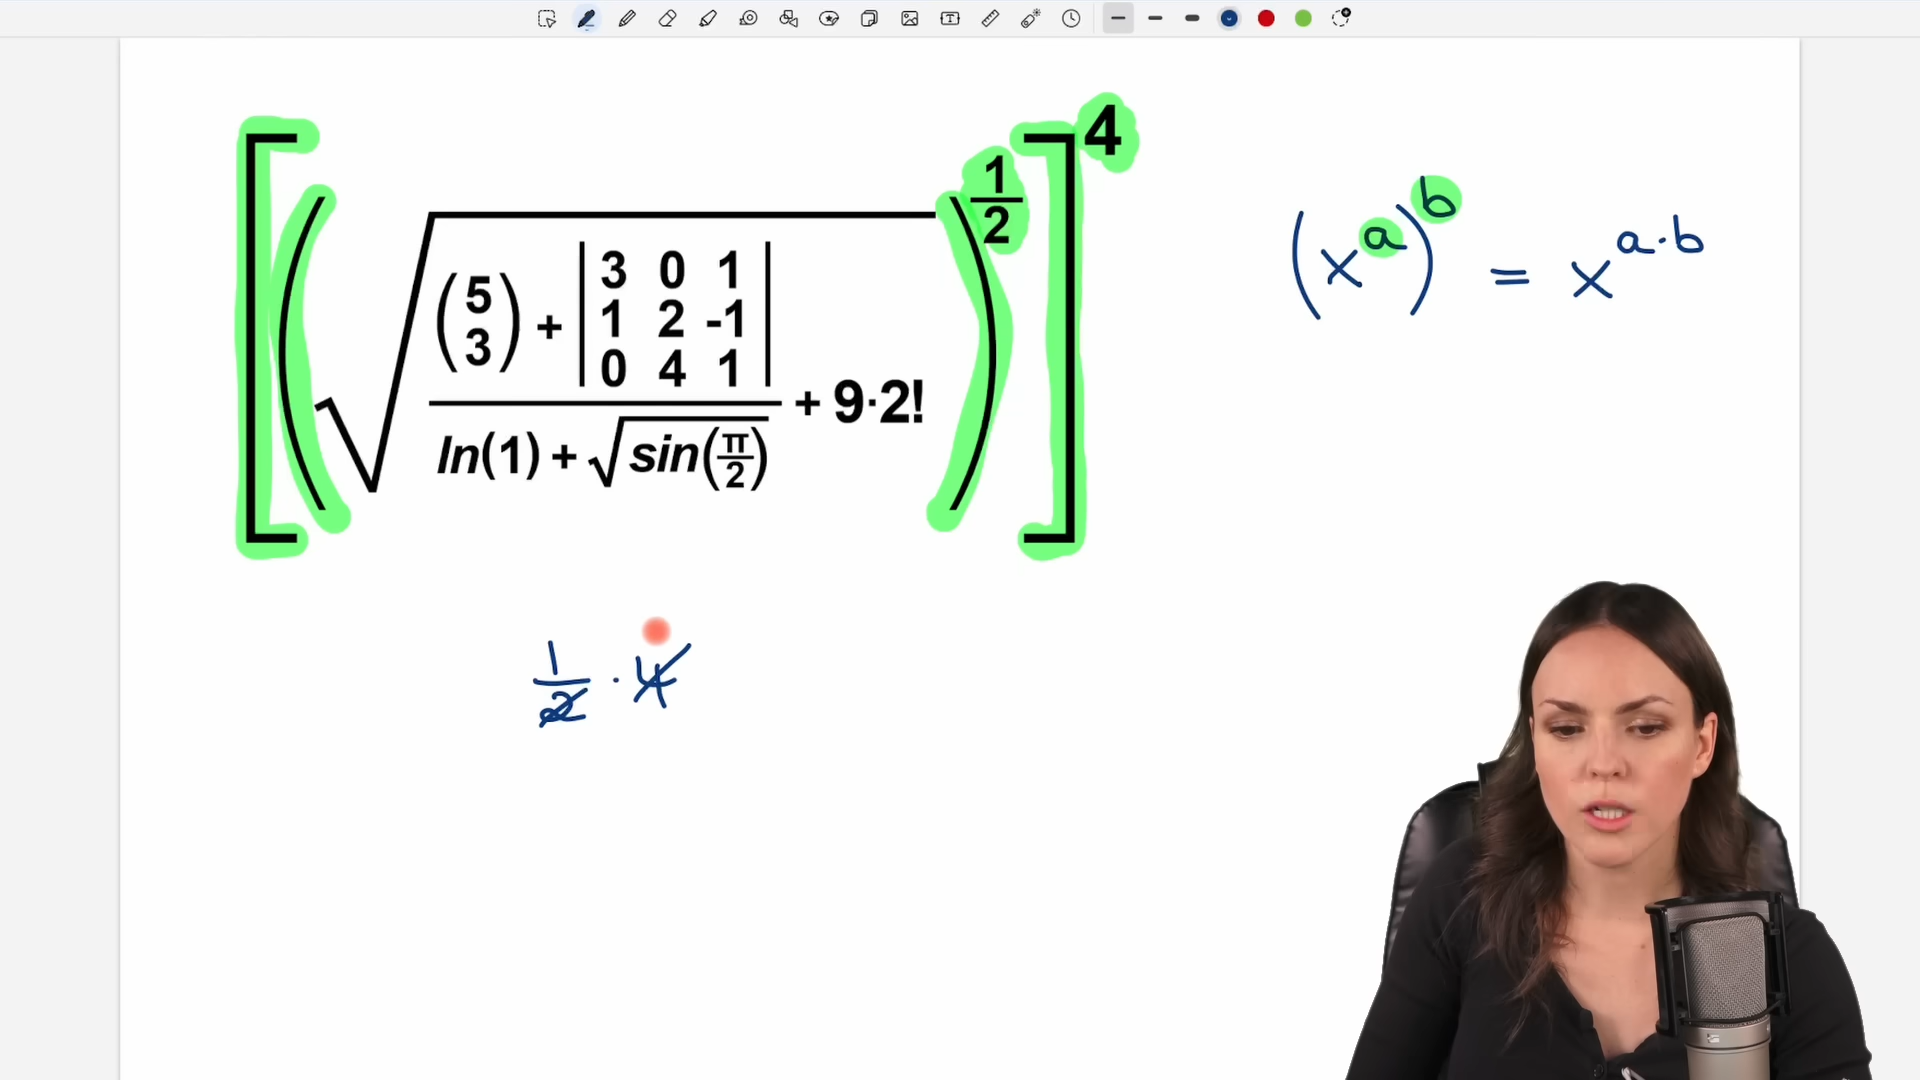 [(√(((5 3) + |3 0 1; 1 2 -1; 0 4 1|)/(ln(1) + √sin(π/2)) + 9·2!))^(1/2)]^4
(x^a)^b = x^(a·b)
1/2 · 4